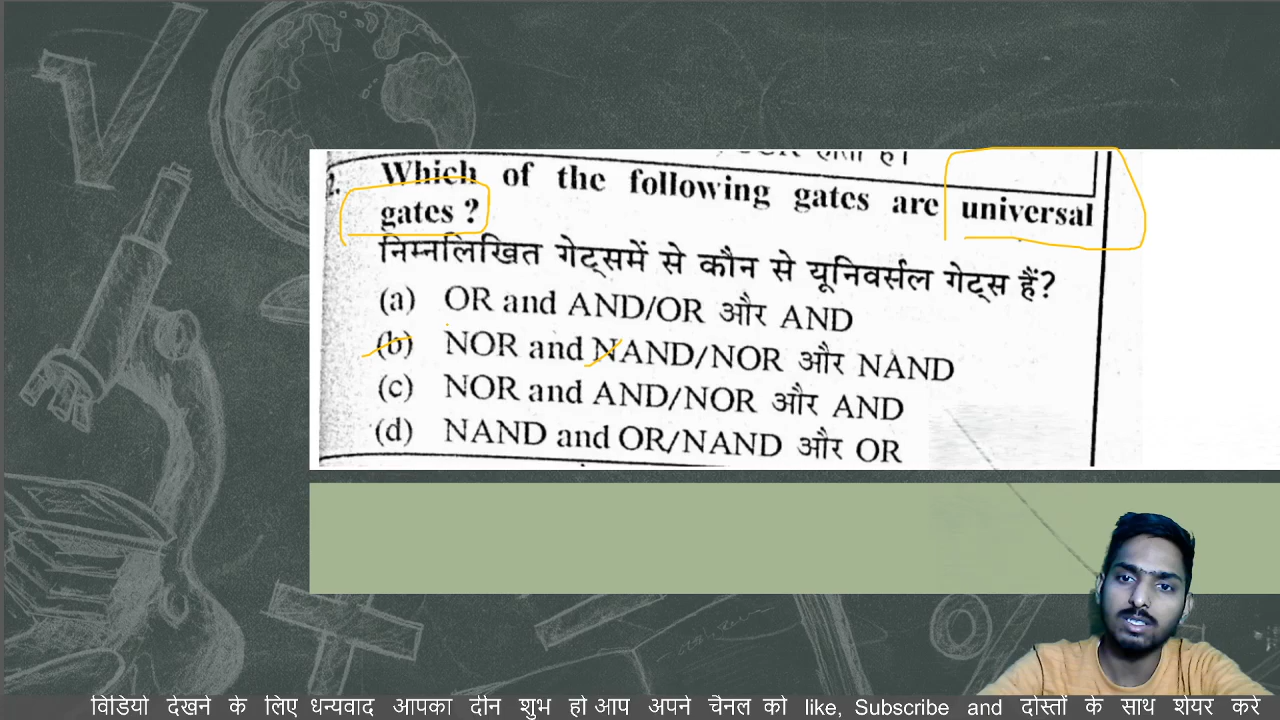 होता है।
2. Which of the following gates are universal
gates ?
निम्नलिखित गेट्समें से कौन से यूनिवर्सल गेट्स हैं?
(a) OR and AND/OR और AND
(b) NOR and NAND/NOR और NAND
(c) NOR and AND/NOR और AND
(d) NAND and OR/NAND और OR
विडियो देखने के लिए धन्यवाद आपका दीन शुभ हो आप अपने चैनल को like, Subscribe and दोस्तों के साथ शेयर करे